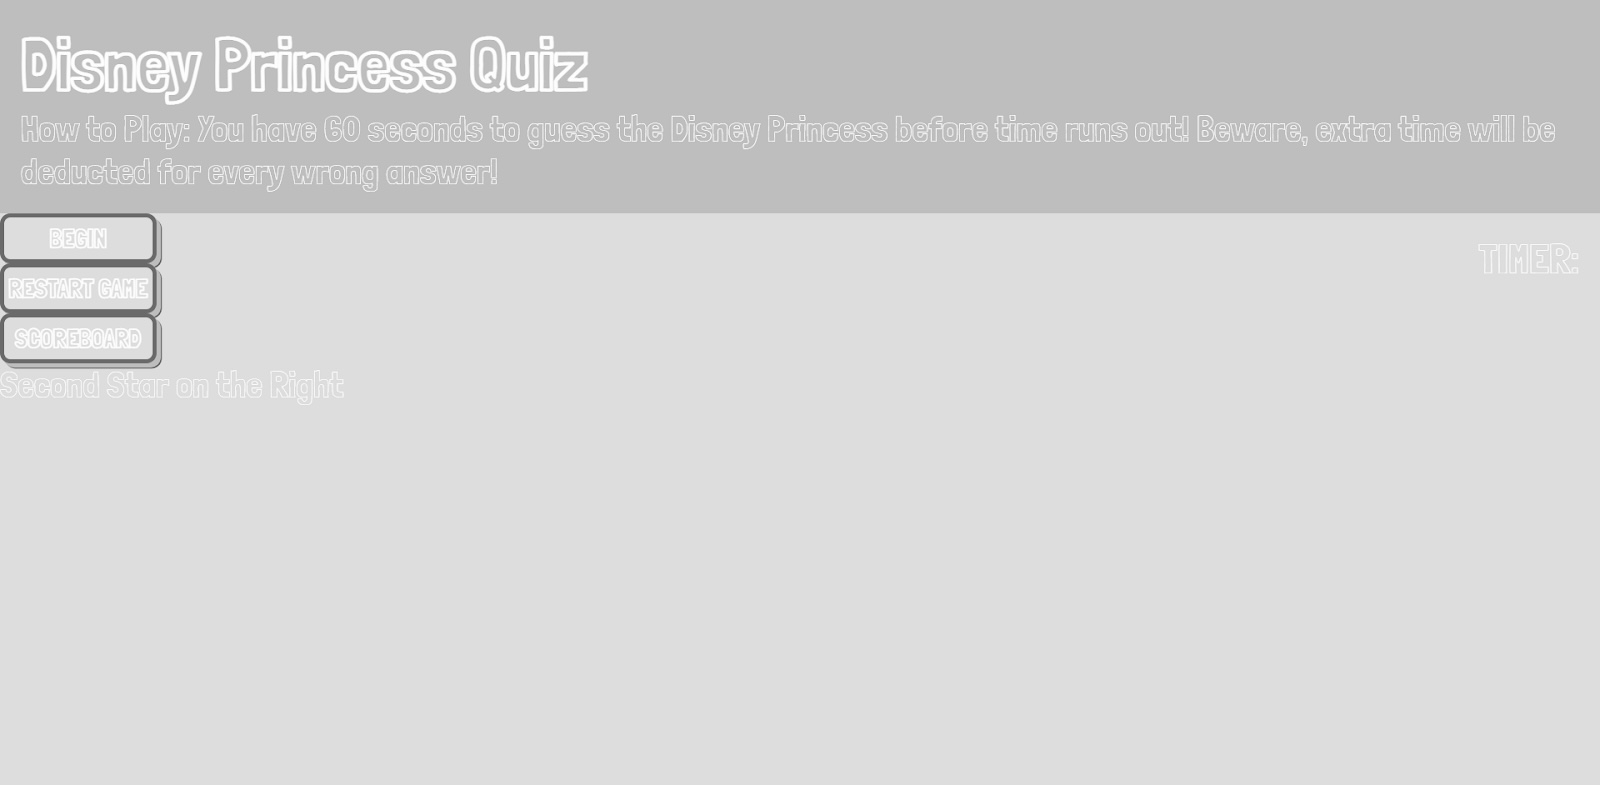 Disney Princess Quiz
How to Play: You have 60 seconds to guess the Disney Princess before time runs out! Beware, extra time will be
deducted for every wrong answer!
BEGIN
TIMER:
RESTART GAME
SCOREBOARD
Second Star on the Right